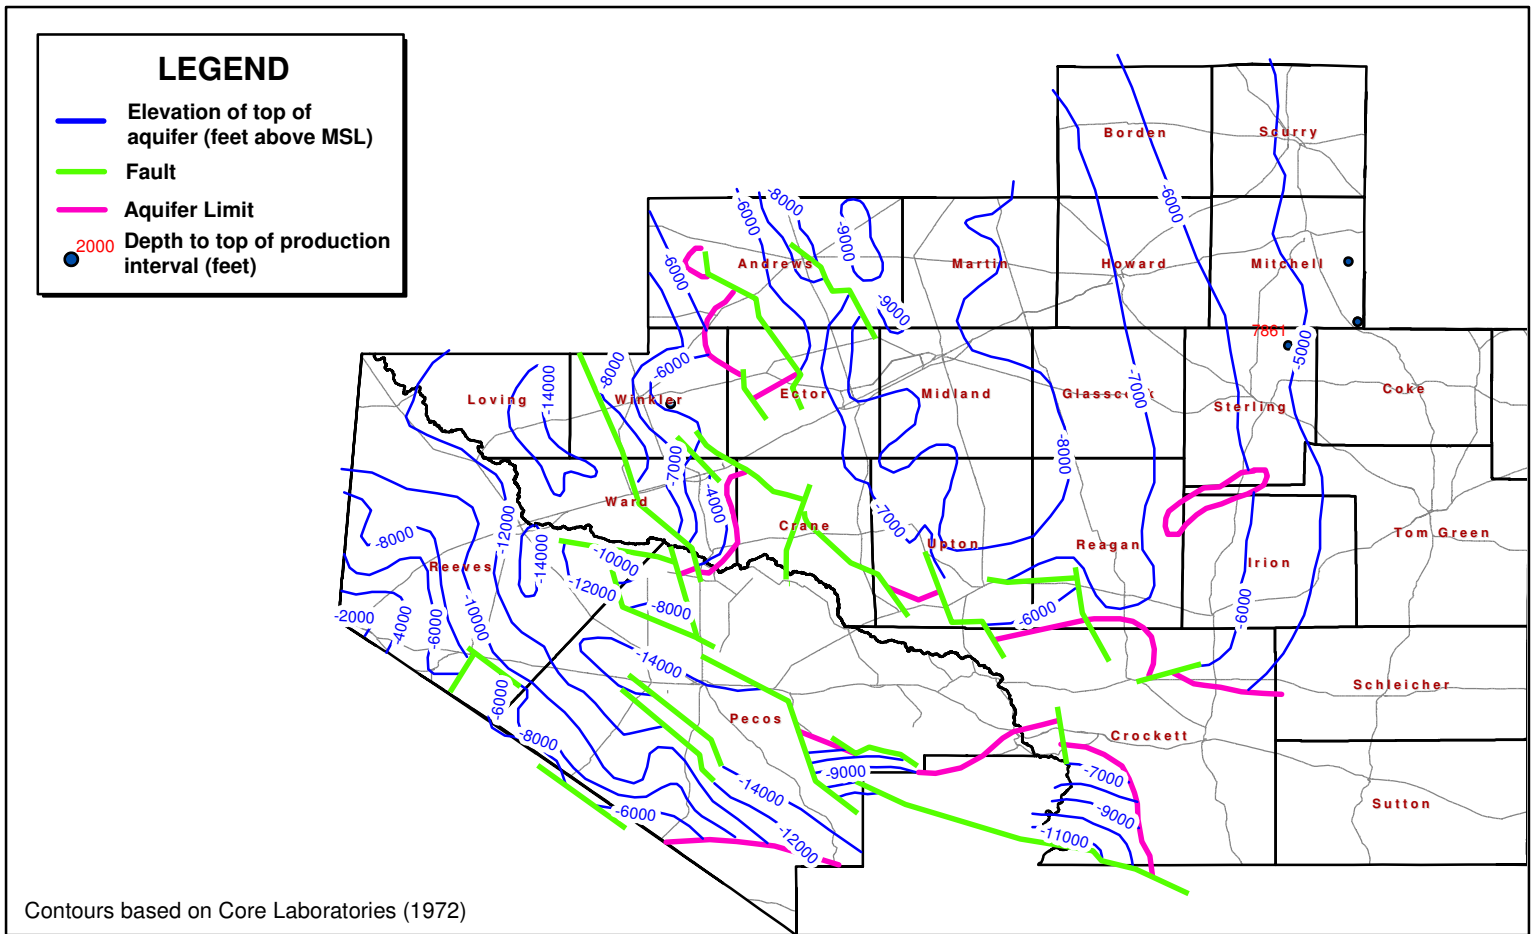 LEGEND
Elevation of top of
aquifer (feet above MSL)
Fault
Aquifer Limit
2000
Depth to top of production
interval (feet)
Borden
Scurry
-6000
-8000
-6000
-9000
-6000
Andrews
Martin
Howard
Mitchell
-9000
7861
-5000
-8000
-6000
-14000
-7000
Loving
Winkler
Ector
Midland
Glassc
Sterling
Coke
-8000
-7000
-4000
Ward
Crane
-7000
Upton
Reagan
Irion
Tom Green
-12000
-8000
-14000
-10000
Reeves
-12000
-8000
-6000
-6000
-2000
-4000
-6000
-10000
-14000
-6000
Pecos
Schleicher
Crockett
-8000
-9000
-7000
-14000
-9000
Sutton
-6000
-11000
-12000
Contours based on Core Laboratories (1972)